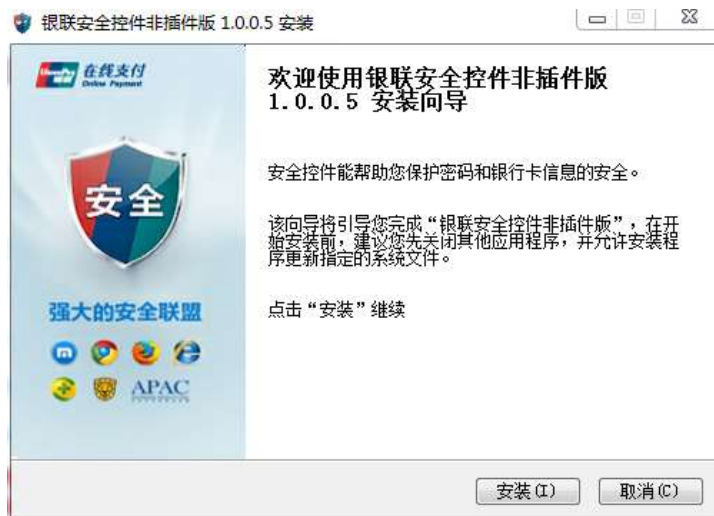 银联安全控件非插件版 1.0.0.5 安装
UnionPay 在线支付
Online Payment
欢迎使用银联安全控件非插件版
1.0.0.5 安装向导
安全控件能帮助您保护密码和银行卡信息的安全。
安全
该向导将引导您完成“银联安全控件非插件版”，在开
始安装前，建议您先关闭其他应用程序，并允许安装程
序更新指定的系统文件。
强大的安全联盟
点击“安装”继续
APAC
安装(I)
取消(C)